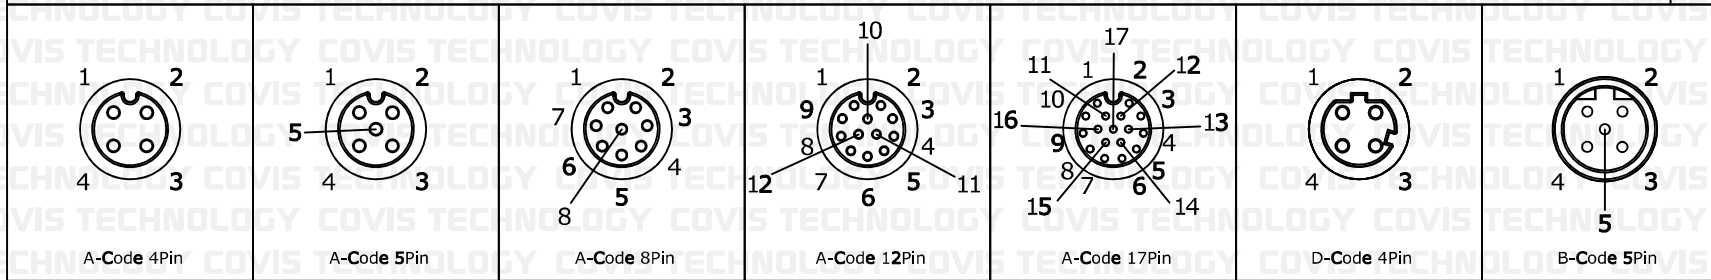 1 2
4 3
A-Code 4Pin
1 2
5
4 3
A-Code 5Pin
1 2
7 3
6 4
8 5
A-Code 8Pin
10
1 2
9 3
8 4
12 7 6 5 11
A-Code 12Pin
17
11 1 2 12
10 3
16 13
9 4
8 5
15 7 6 14
A-Code 17Pin
1 2
4 3
D-Code 4Pin
1 2
4 3
5
B-Code 5Pin
COVIS TECHNOLOGY